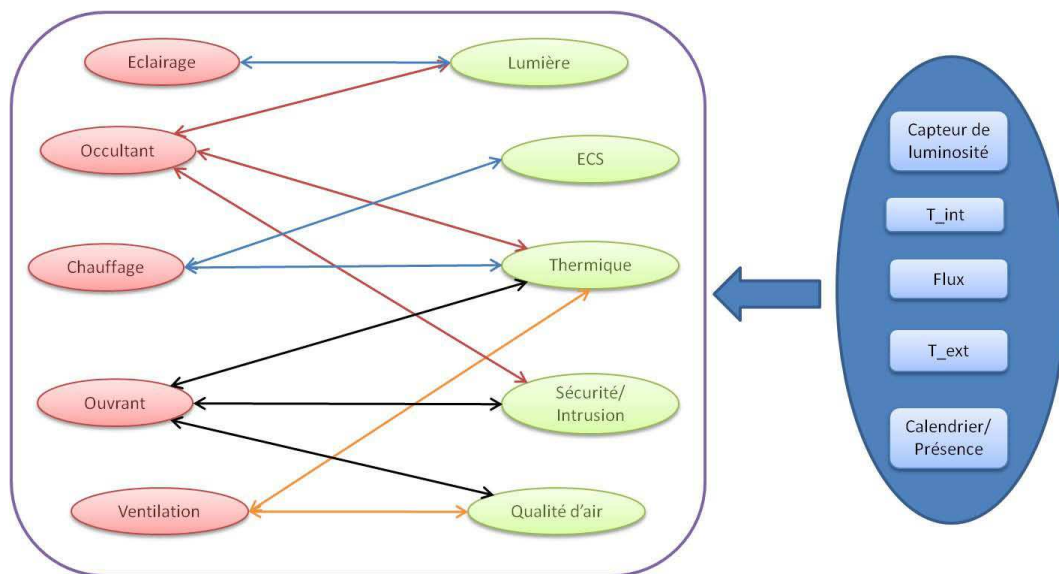 Eclairage
Lumière
Occultant
ECS
Chauffage
Thermique
Ouvrant
Sécurité/
Intrusion
Ventilation
Qualité d'air
Capteur de
luminosité
T_int
Flux
T_ext
Calendrier/
Présence